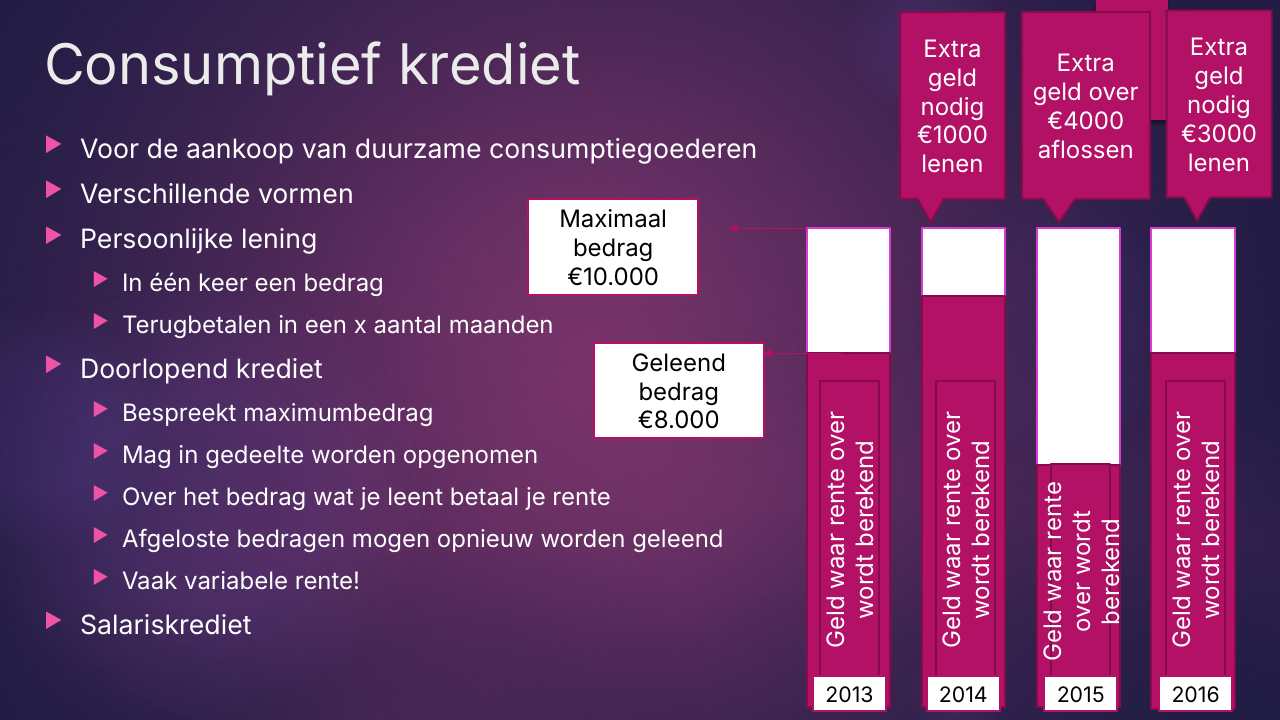 Consumptief krediet
Voor de aankoop van duurzame consumptiegoederen
Verschillende vormen
Persoonlijke lening
In één keer een bedrag
Terugbetalen in een x aantal maanden
Doorlopend krediet
Bespreekt maximumbedrag
Mag in gedeelte worden opgenomen
Over het bedrag wat je leent betaal je rente
Afgeloste bedragen mogen opnieuw worden geleend
Vaak variabele rente!
Salariskrediet
Maximaal
bedrag
€10.000
Geleend
bedrag
€8.000
Extra
geld
nodig
€1000
lenen
Extra
geld over
€4000
aflossen
Extra
geld
nodig
€3000
lenen
Geld waar rente over
wordt berekend
2013
Geld waar rente over
wordt berekend
2014
Geld waar rente
over wordt
berekend
2015
Geld waar rente over
wordt berekend
2016